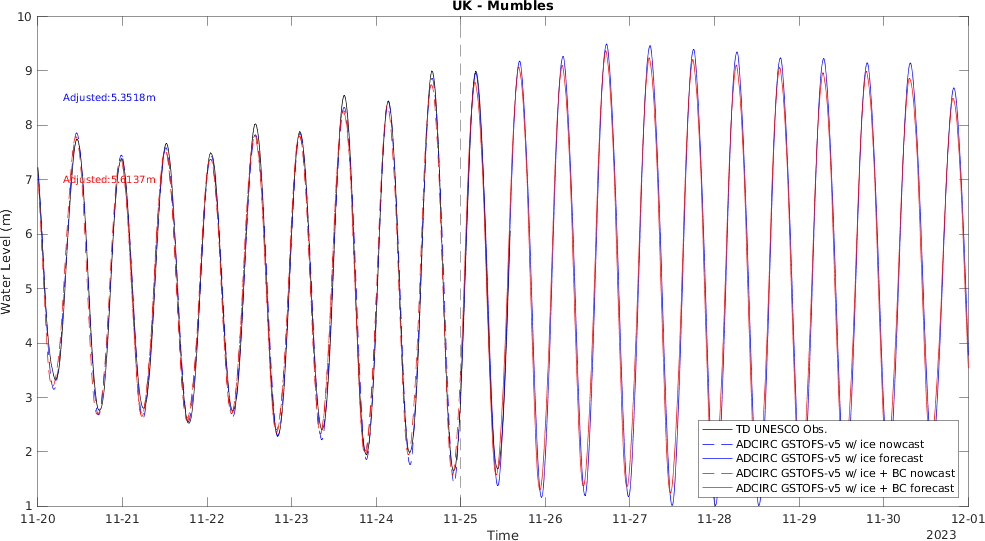 UK - Mumbles
10
9
8
7
6
5
4
3
2
1
Water Level (m)
Adjusted:5.3518m
Adjusted:5.6137m
TD UNESCO Obs.
ADCIRC GSTOFS-v5 w/ ice nowcast
ADCIRC GSTOFS-v5 w/ ice forecast
ADCIRC GSTOFS-v5 w/ ice + BC nowcast
ADCIRC GSTOFS-v5 w/ ice + BC forecast
11-20 11-21 11-22 11-23 11-24 11-25 11-26 11-27 11-28 11-29 11-30 12-01
Time
2023